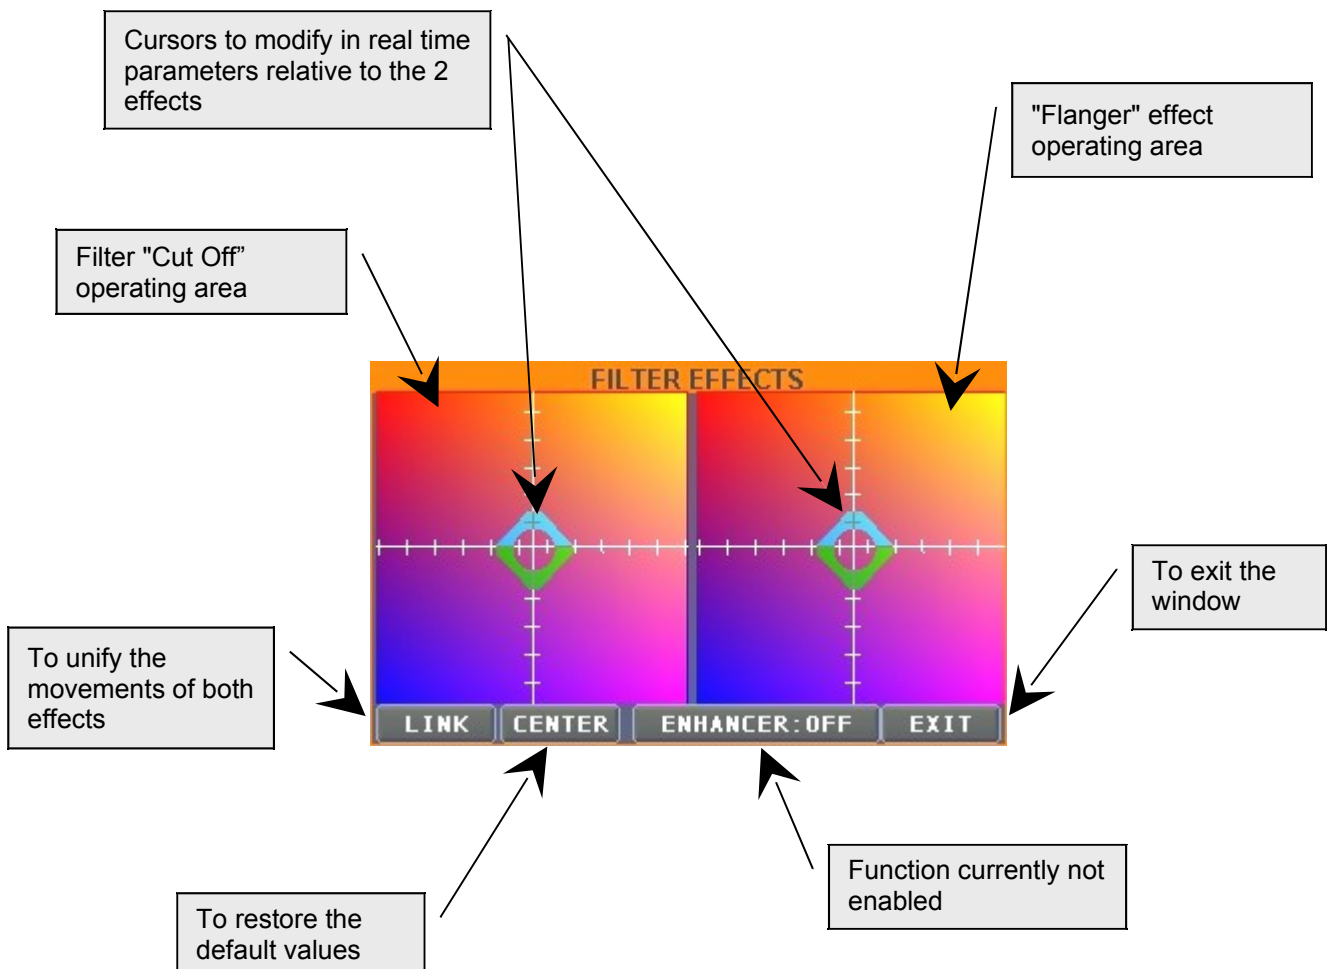 Cursors to modify in real time
parameters relative to the 2
effects
"Flanger" effect
operating area
Filter "Cut Off”
operating area
FILTER EFFECTS
To exit the
window
To unify the
movements of both
effects
LINK
CENTER
ENHANCER:OFF
EXIT
Function currently not
enabled
To restore the
default values